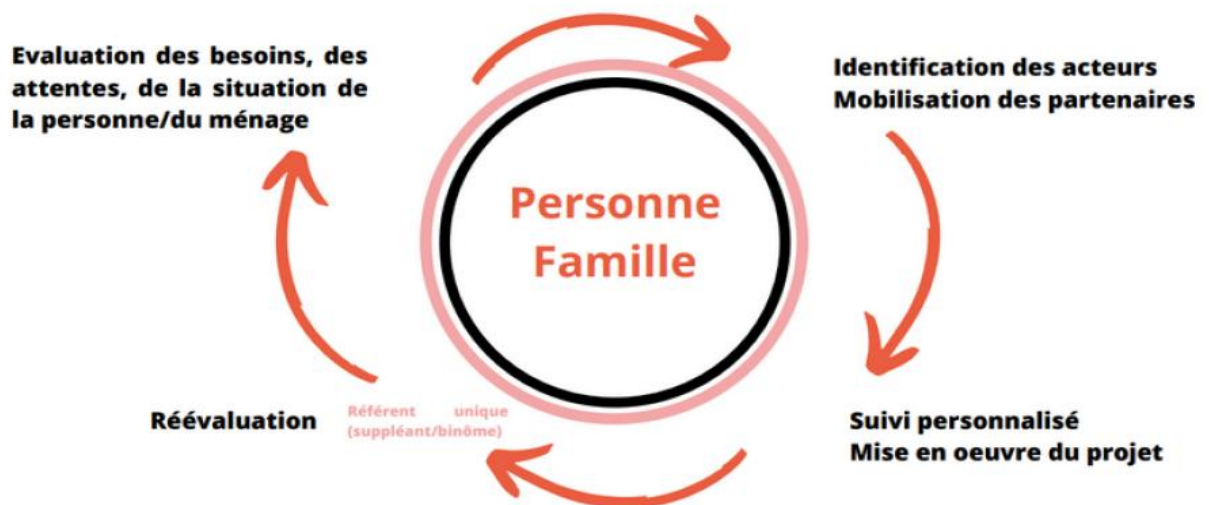 Evaluation des besoins, des
attentes, de la situation de
la personne/du ménage
Identification des acteurs
Mobilisation des partenaires
Personne
Famille
Réévaluation
Référent unique
(suppléant/binôme)
Suivi personnalisé
Mise en oeuvre du projet